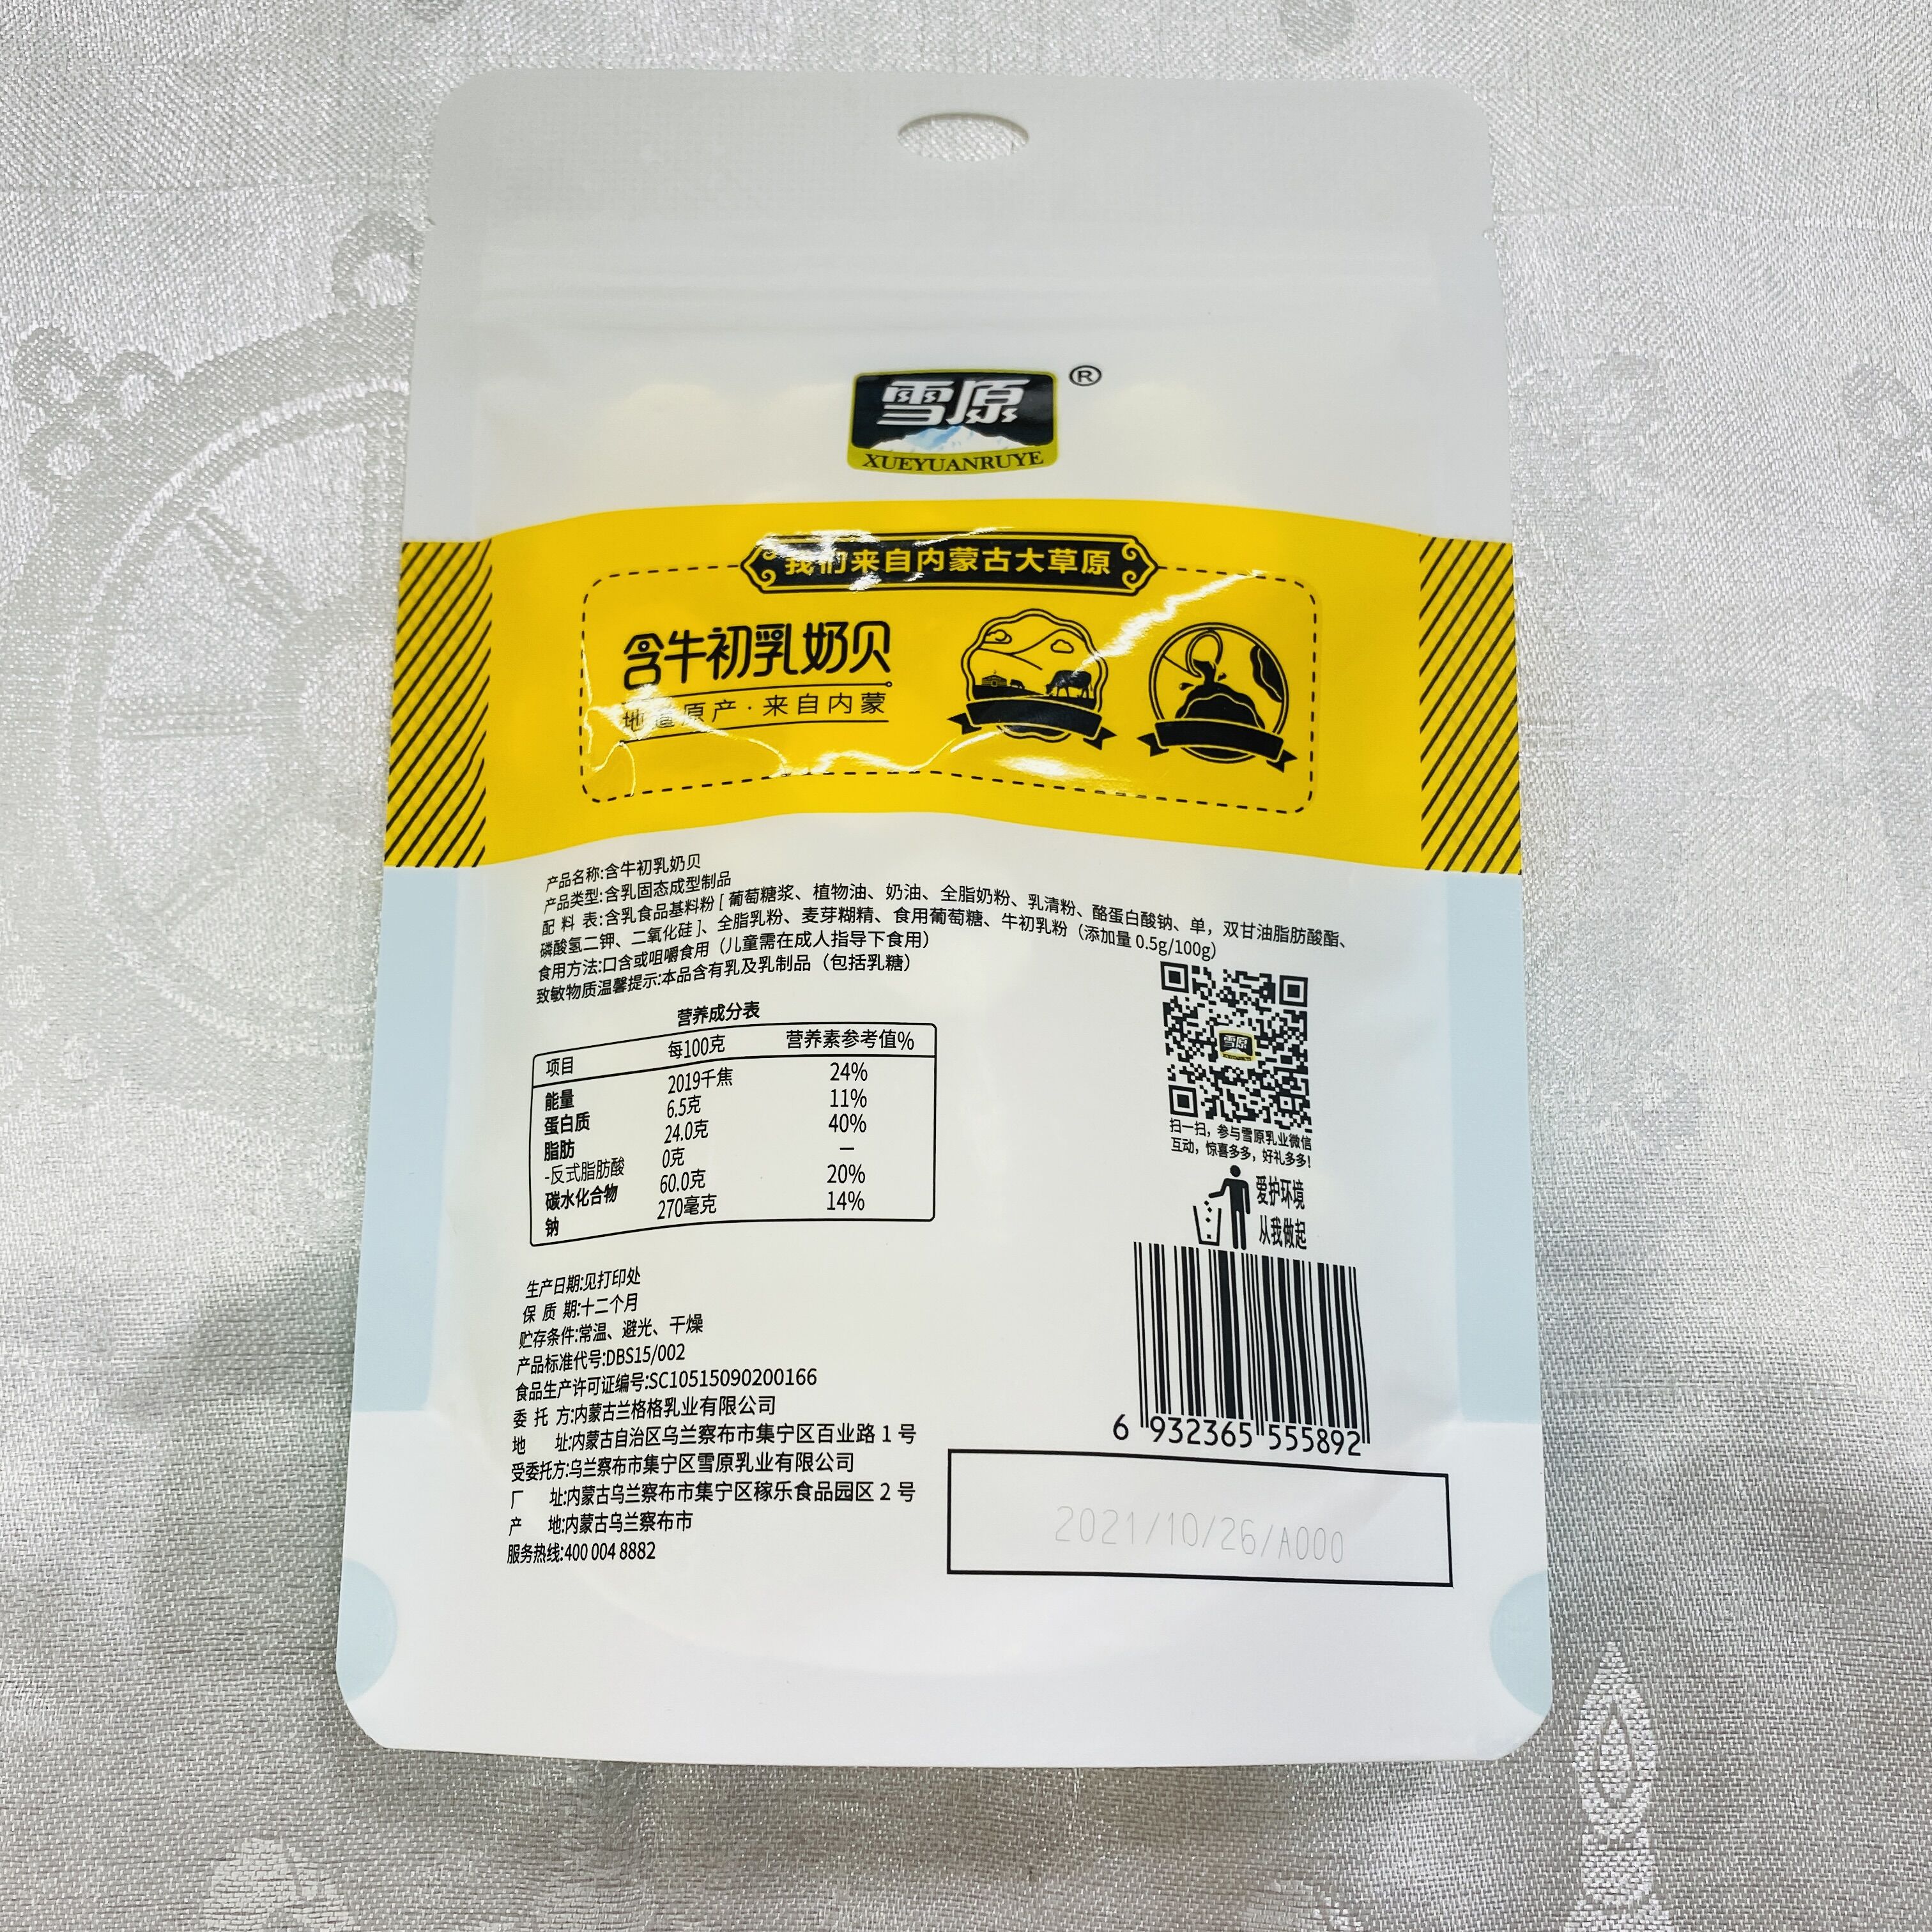 雪原
®
XUEYUANRUYE
我们来自内蒙古大草原
含牛初乳奶贝
地道原产·来自内蒙
产品名称:含牛初乳奶贝
产品类型:含乳固态成型制品
配 料 表:含乳食品基料粉 [ 葡萄糖浆、植物油、奶油、全脂奶粉、乳清粉、酪蛋白酸钠、单，双甘油脂肪酸酯、
磷酸氢二钾、二氧化硅 ]、全脂乳粉、麦芽糊精、食用葡萄糖、牛初乳粉（添加量 0.5g/100g)
食用方法:口含或咀嚼食用（儿童需在成人指导下食用）
致敏物质温馨提示:本品含有乳及乳制品（包括乳糖）
营养成分表
项目 每100克 营养素参考值%
能量 2019千焦 24%
蛋白质 6.5克 11%
脂肪 24.0克 40%
-反式脂肪酸 0克 —
碳水化合物 60.0克 20%
钠 270毫克 14%
雪原
扫一扫，参与雪原乳业微信
互动，惊喜多多，好礼多多!
爱护环境
从我做起
生产日期:见打印处
保 质 期:十二个月
贮存条件:常温、避光、干燥
产品标准代号:DBS15/002
食品生产许可证编号:SC10515090200166
委 托 方:内蒙古兰格格乳业有限公司
地 址:内蒙古自治区乌兰察布市集宁区百业路 1 号
受委托方:乌兰察布市集宁区雪原乳业有限公司
厂 址:内蒙古乌兰察布市集宁区稼乐食品园区 2 号
产 地:内蒙古乌兰察布市
服务热线:400 004 8882
6 932365 555892
2021/10/26/A000